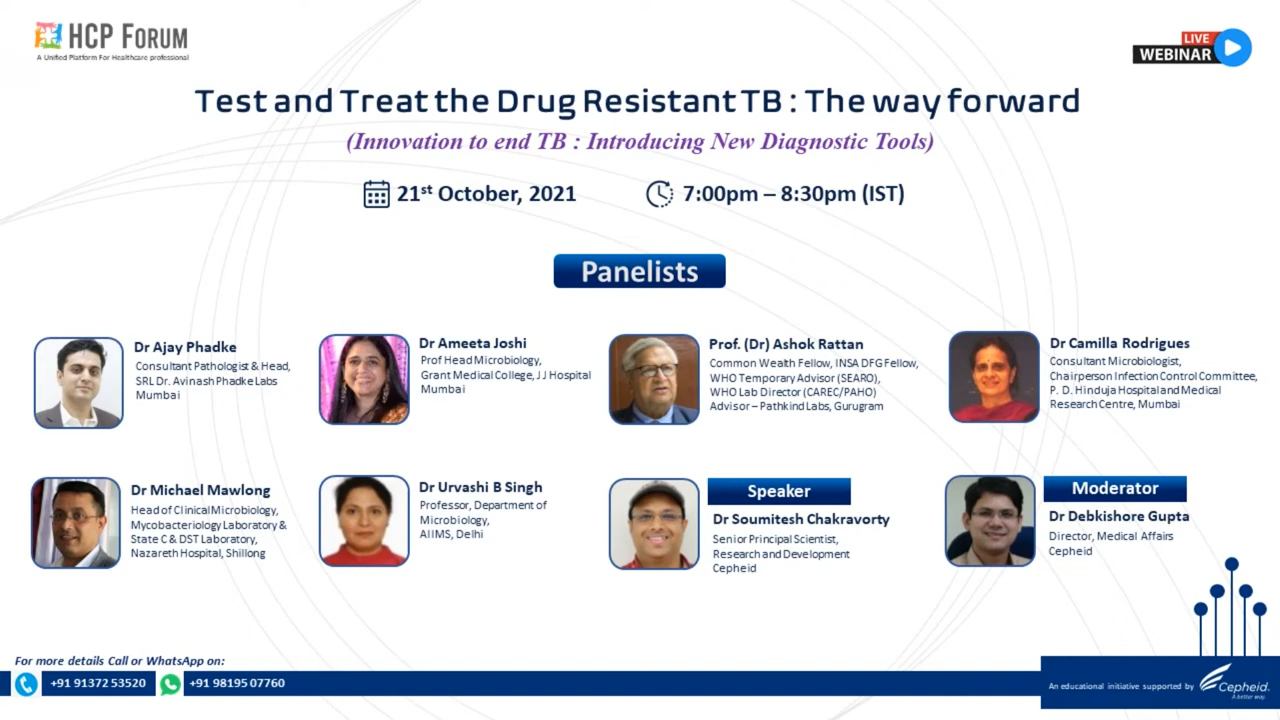 HCP FORUM
A Unified Platform For Healthcare professional
LIVE
WEBINAR
Test and Treat the Drug Resistant TB : The way forward
(Innovation to end TB : Introducing New Diagnostic Tools)
21st October, 2021
7:00pm – 8:30pm (IST)
Panelists
Dr Ajay Phadke
Consultant Pathologist & Head,
SRL Dr. Avinash Phadke Labs
Mumbai
Dr Ameeta Joshi
Prof Head Microbiology,
Grant Medical College, J J Hospital
Mumbai
Prof. (Dr) Ashok Rattan
Common Wealth Fellow, INSA DFG Fellow,
WHO Temporary Advisor (SEARO),
WHO Lab Director (CAREC/PAHO)
Advisor – Pathkind Labs, Gurugram
Dr Camilla Rodrigues
Consultant Microbiologist,
Chairperson Infection Control Committee,
P. D. Hinduja Hospital and Medical
Research Centre, Mumbai
Dr Michael Mawlong
Head of Clinical Microbiology,
Mycobacteriology Laboratory &
State C & DST Laboratory,
Nazareth Hospital, Shillong
Dr Urvashi B Singh
Professor, Department of
Microbiology,
AIIMS, Delhi
Speaker
Dr Soumitesh Chakravorty
Senior Principal Scientist,
Research and Development
Cepheid
Moderator
Dr Debkishore Gupta
Director, Medical Affairs
Cepheid
For more details Call or WhatsApp on:
+91 91372 53520
+91 98195 07760
An educational initiative supported by
Cepheid.
A better way.